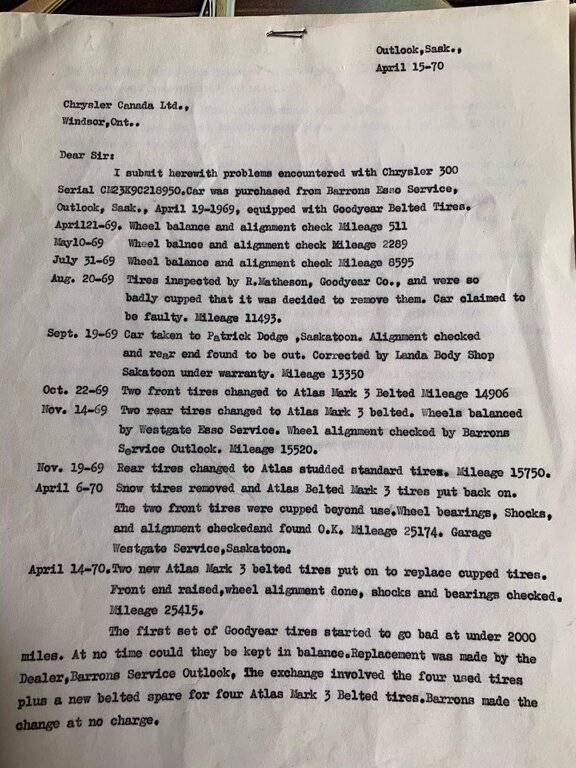 Outlook,Sask.,
April 15-70
Chrysler Canada Ltd.,
Windsor,Ont..
Dear Sir:
I submit herewith problems encountered with Chrysler 300
Serial CM23K9C218950.Car was purchased from Barrons Esso Service,
Outlook, Sask., April 19-1969, equipped with Goodyear Belted Tires.
April21-69. Wheel balance and alignment check Mileage 511
May10-69 Wheel balnce and alignment check Mileage 2289
July 31-69 Wheel balance and alignment check Mileage 8595
Aug. 20-69 Tires inspected by R.Matheson, Goodyear Co., and were so
badly cupped that it was decided to remove them. Car claimed to
be faulty. Mileage 11493.
Sept. 19-69 Car taken to Patrick Dodge ,Saskatoon. Alignment checked
and rear end found to be out. Corrected by Landa Body Shop
Sakatoon under warranty. Mileage 13350
Oct. 22-69 Two front tires changed to Atlas Mark 3 Belted Mileage 14906
Nov. 14-69 Two rear tires changed to Atlas Mark 3 belted. Wheels balanced
by Westgate Esso Service. Wheel alignment checked by Barrons
Service Outlook. Mileage 15520.
Nov. 19-69 Rear tires changed to Atlas studded standard tires. Mileage 15750.
April 6-70 Snow tires removed and Atlas Belted Mark 3 tires put back on.
The two front tires were cupped beyond use.Wheel bearings, Shocks,
and alignment checkedand found O.K. Mileage 25174. Garage
Westgate Service,Saskatoon.
April 14-70.Two new Atlas Mark 3 belted tires put on to replace cupped tires.
Front end raised,wheel alignment done, shocks and bearings checked.
Mileage 25415.
The first set of Goodyear tires started to go bad at under 2000
miles. At no time could they be kept in balance.Replacement was made by the
Dealer,Barrons Service Outlook, The exchange involved the four used tires
plus a new belted spare for four Atlas Mark 3 Belted tires.Barrons made the
change at no charge.